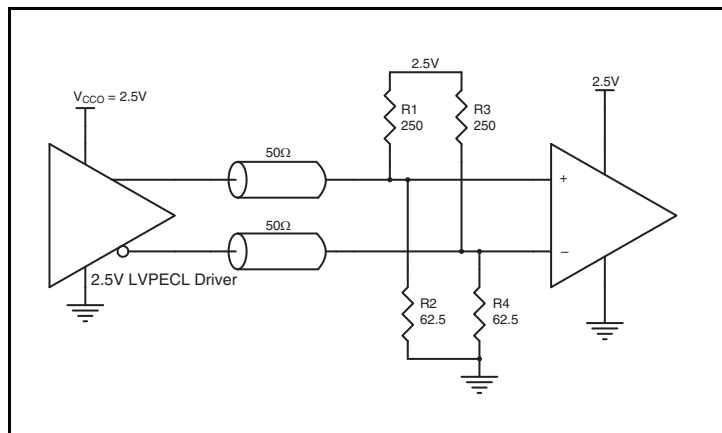 2.5V
2.5V
V_CCO = 2.5V
R1
250
R3
250
50Ω
+
50Ω
−
2.5V LVPECL Driver
R2
62.5
R4
62.5